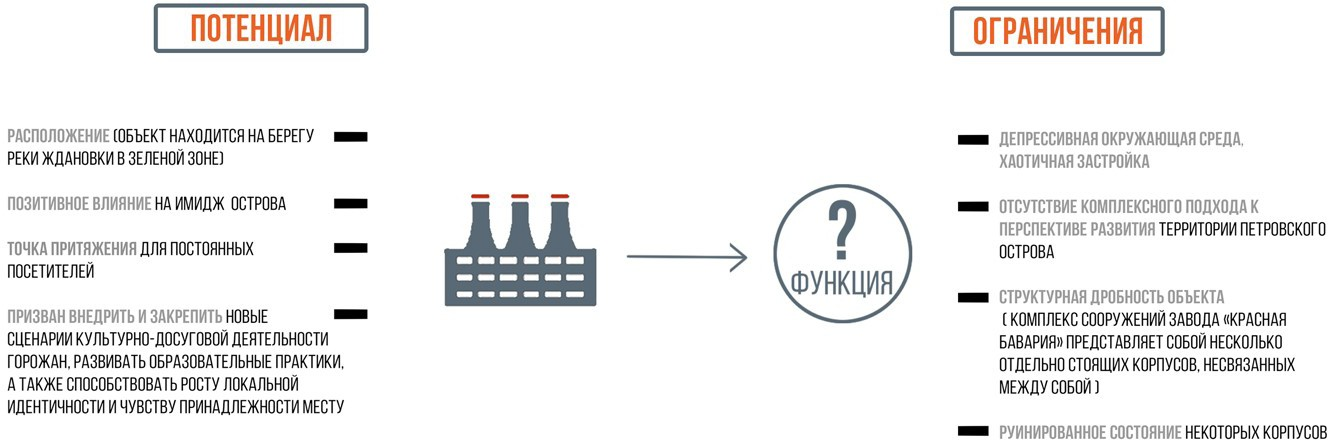 ПОТЕНЦИАЛ
РАСПОЛОЖЕНИЕ (ОБЪЕКТ НАХОДИТСЯ НА БЕРЕГУ
РЕКИ ЖДАНОВКИ В ЗЕЛЕНОЙ ЗОНЕ)
ПОЗИТИВНОЕ ВЛИЯНИЕ НА ИМИДЖ ОСТРОВА
ТОЧКА ПРИТЯЖЕНИЯ ДЛЯ ПОСТОЯННЫХ
ПОСЕТИТЕЛЕЙ
ПРИЗВАН ВНЕДРИТЬ И ЗАКРЕПИТЬ НОВЫЕ
СЦЕНАРИИ КУЛЬТУРНО-ДОСУГОВОЙ ДЕЯТЕЛЬНОСТИ
ГОРОЖАН, РАЗВИВАТЬ ОБРАЗОВАТЕЛЬНЫЕ ПРАКТИКИ,
А ТАКЖЕ СПОСОБСТВОВАТЬ РОСТУ ЛОКАЛЬНОЙ
ИДЕНТИЧНОСТИ И ЧУВСТВУ ПРИНАДЛЕЖНОСТИ МЕСТУ
?
ФУНКЦИЯ
ОГРАНИЧЕНИЯ
ДЕПРЕССИВНАЯ ОКРУЖАЮЩАЯ СРЕДА,
ХАОТИЧНАЯ ЗАСТРОЙКА
ОТСУТСТВИЕ КОМПЛЕКСНОГО ПОДХОДА К
ПЕРСПЕКТИВЕ РАЗВИТИЯ ТЕРРИТОРИИ ПЕТРОВСКОГО
ОСТРОВА
СТРУКТУРНАЯ ДРОБНОСТЬ ОБЪЕКТА
( КОМПЛЕКС СООРУЖЕНИЙ ЗАВОДА «КРАСНАЯ
БАВАРИЯ» ПРЕДСТАВЛЯЕТ СОБОЙ НЕСКОЛЬКО
ОТДЕЛЬНО СТОЯЩИХ КОРПУСОВ, НЕСВЯЗАННЫХ
МЕЖДУ СОБОЙ )
РУИНИРОВАННОЕ СОСТОЯНИЕ НЕКОТОРЫХ КОРПУСОВ